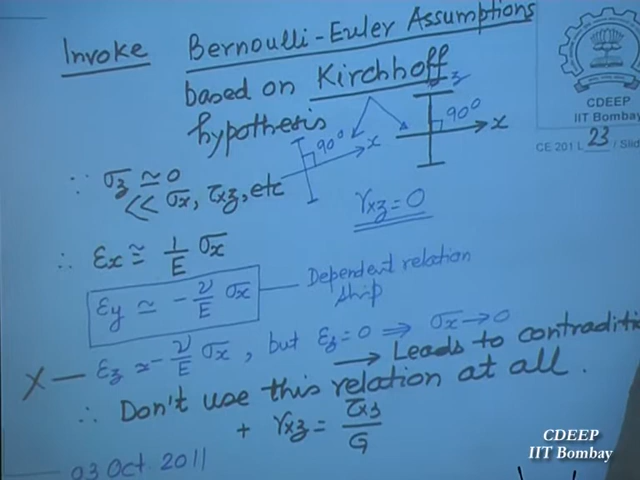 Invoke Bernoulli-Euler Assumptions
based on Kirchhoff
hypothesis
z
90°
x
90°
x
CDEEP
IIT Bombay
CE 201 L 23 / Slid
∵ σz ≃ 0
<< σx, τxz, etc
γxz = 0
∴ εx ≅ 1/E σx
εy ≃ -ν/E σx
Dependent relation
ship
X — εz ≈ -ν/E σx, but εz = 0 ⇒ σx → 0
→ Leads to contraditi
∴ Don't use this relation at all.
+ γxz = τxz/G
03 Oct 2011
CDEEP
IIT Bombay